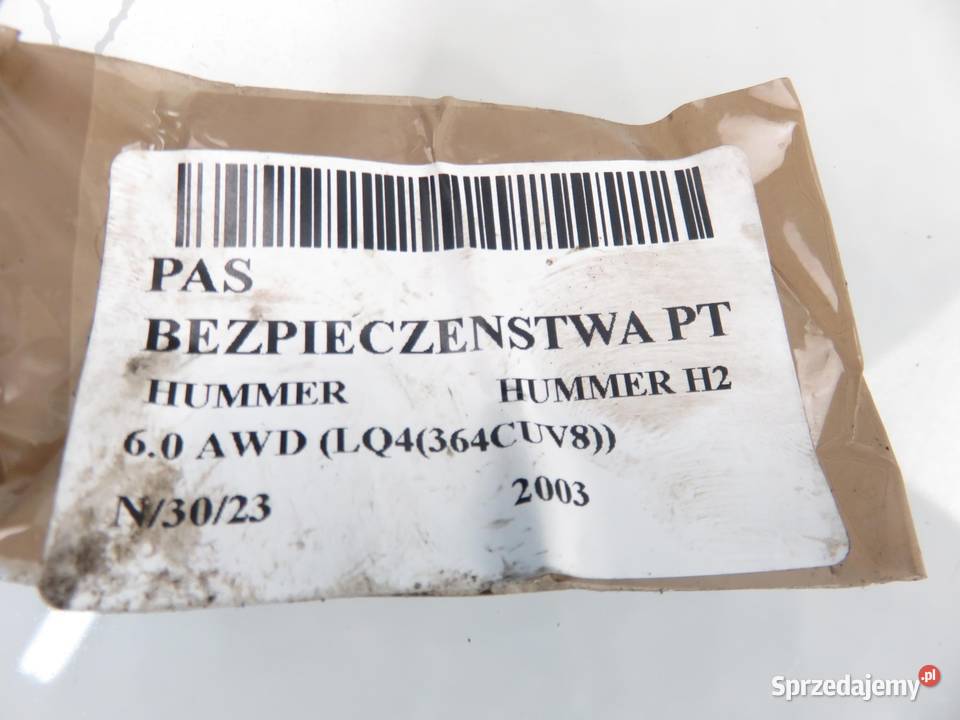 PAS
BEZPIECZENSTWA PT
HUMMER HUMMER H2
6.0 AWD (LQ4(364CUV8))
N/30/23 2003
Sprzedajemy.pl